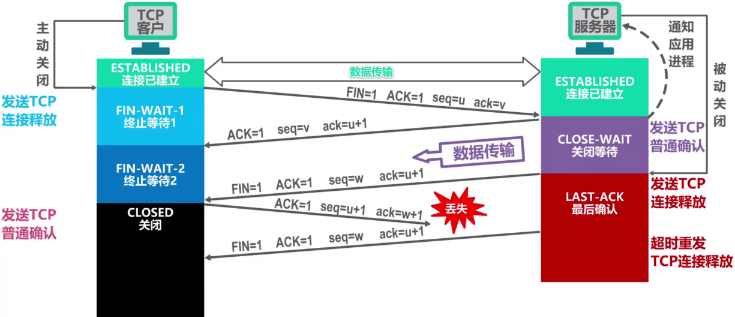 主动关闭
TCP
客户
TCP
服务器
通知
应用
进程
被动关闭
ESTABLISHED
连接已建立
数据传输
ESTABLISHED
连接已建立
发送TCP
连接释放
FIN-WAIT-1
终止等待1
FIN=1 ACK=1 seq=u ack=v
ACK=1 seq=v ack=u+1
CLOSE-WAIT
关闭等待
发送TCP
普通确认
数据传输
FIN-WAIT-2
终止等待2
FIN=1 ACK=1 seq=w ack=u+1
LAST-ACK
最后确认
发送TCP
连接释放
发送TCP
普通确认
CLOSED
关闭
ACK=1 seq=u+1 ack=w+1
丢失
FIN=1 ACK=1 seq=w ack=u+1
超时重发
TCP连接释放